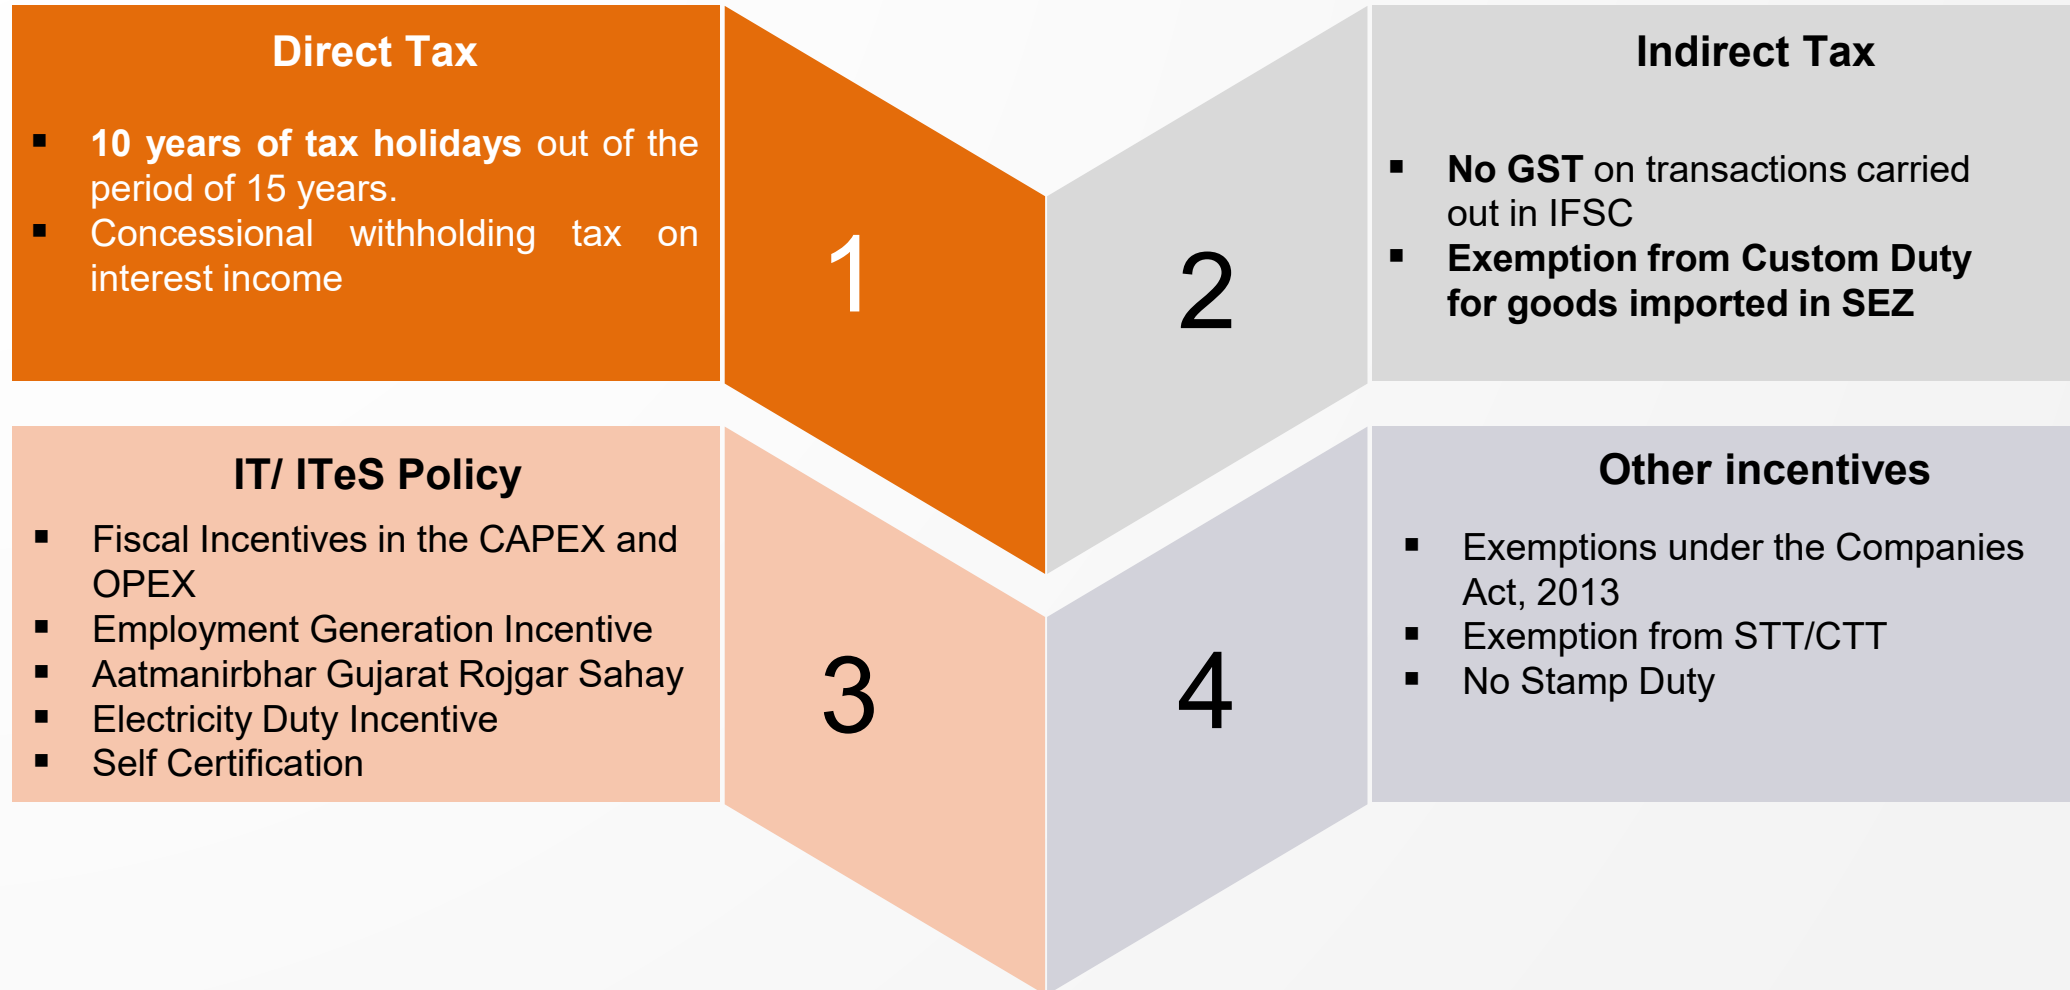 Direct Tax
▪ 10 years of tax holidays out of the
period of 15 years.
▪ Concessional withholding tax on
interest income
1
2
Indirect Tax
▪ No GST on transactions carried
out in IFSC
▪ Exemption from Custom Duty
for goods imported in SEZ
IT/ ITeS Policy
▪ Fiscal Incentives in the CAPEX and
OPEX
▪ Employment Generation Incentive
▪ Aatmanirbhar Gujarat Rojgar Sahay
▪ Electricity Duty Incentive
▪ Self Certification
3
4
Other incentives
▪ Exemptions under the Companies
Act, 2013
▪ Exemption from STT/CTT
▪ No Stamp Duty